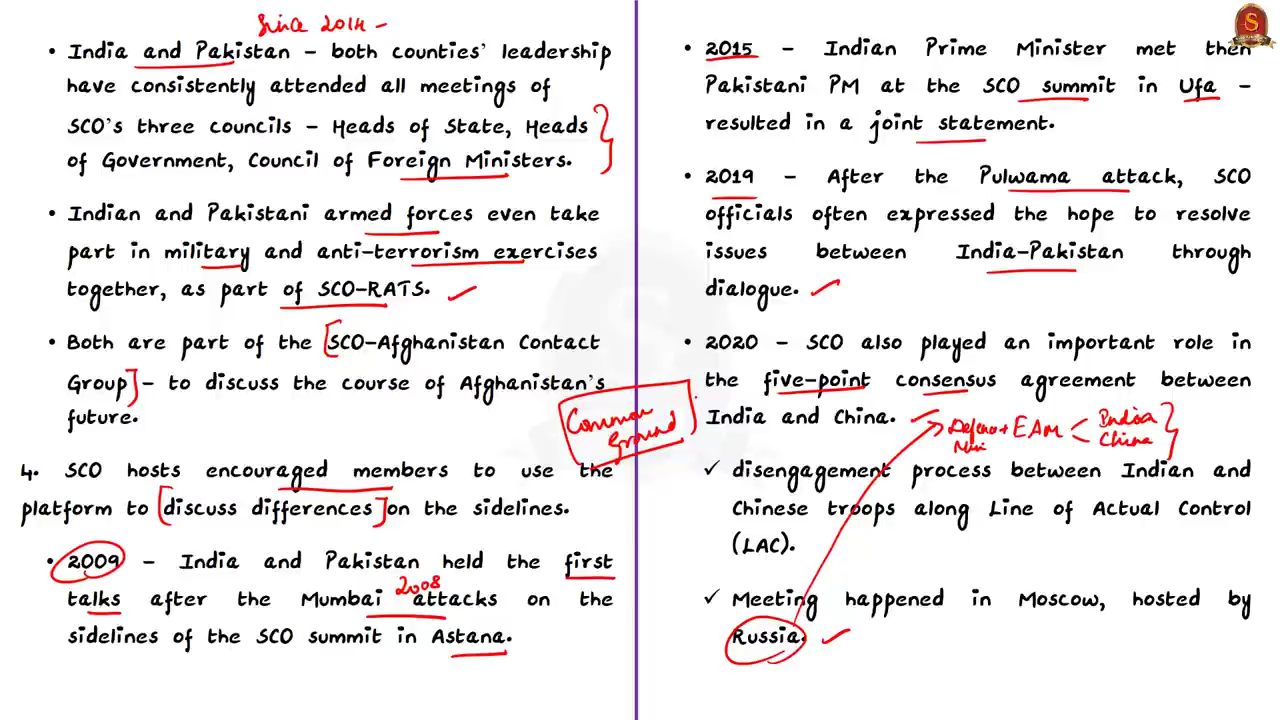 Since 2014 -
• India and Pakistan – both counties' leadership
have consistently attended all meetings of
SCO's three councils – Heads of State, Heads
of Government, Council of Foreign Ministers.
• Indian and Pakistani armed forces even take
part in military and anti-terrorism exercises
together, as part of SCO-RATS.
• Both are part of the [SCO-Afghanistan Contact
Group] – to discuss the course of Afghanistan's
future.
Common
Ground
4. SCO hosts encouraged members to use the
platform to [discuss differences] on the sidelines.
• 2009 – India and Pakistan held the first
2008
talks after the Mumbai attacks on the
sidelines of the SCO summit in Astana.
• 2015 – Indian Prime Minister met then
Pakistani PM at the SCO summit in Ufa –
resulted in a joint statement.
• 2019 – After the Pulwama attack, SCO
officials often expressed the hope to resolve
issues between India-Pakistan through
dialogue.
• 2020 – SCO also played an important role in
the five-point consensus agreement between
India and China.
EAM < India
China
✓ disengagement process between Indian and
Chinese troops along Line of Actual Control
(LAC).
✓ Meeting happened in Moscow, hosted by
Russia.